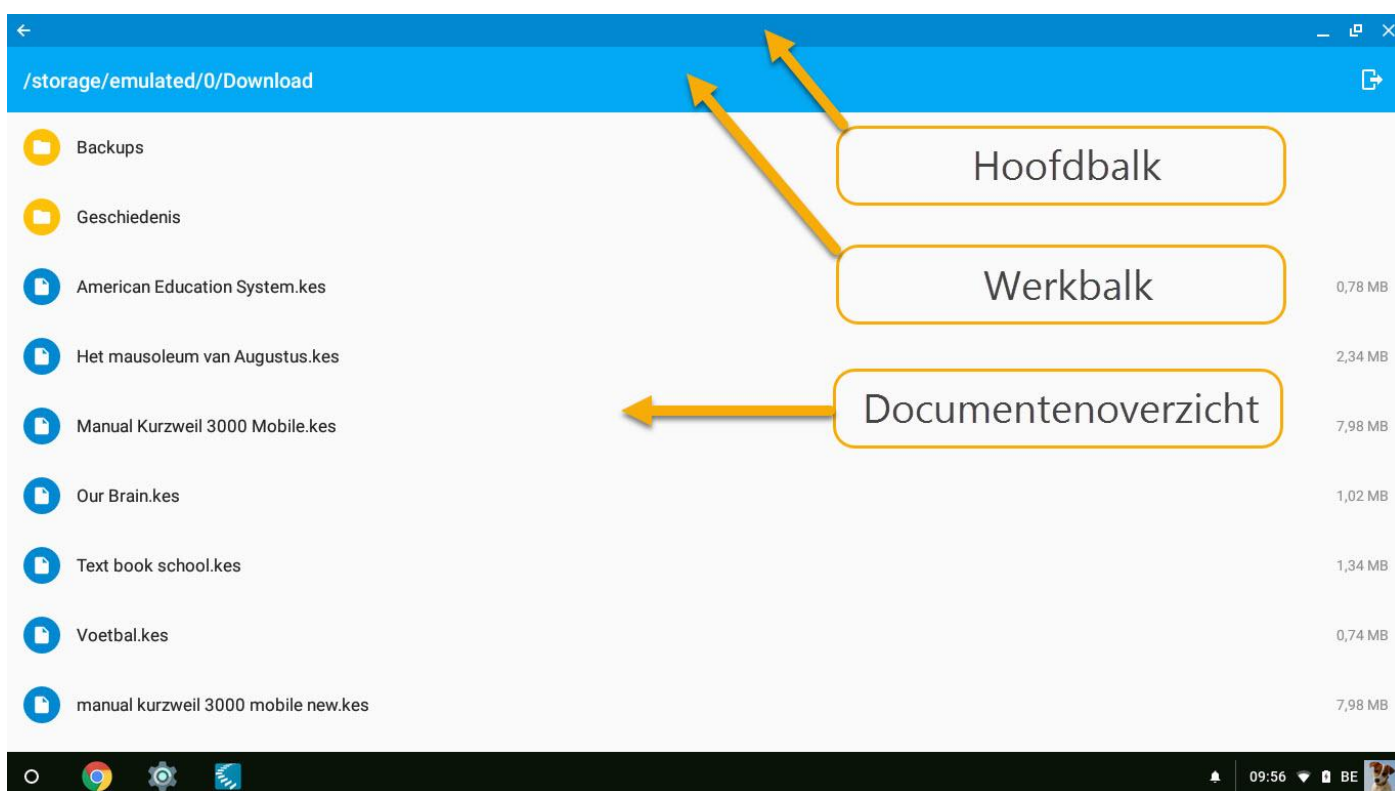 /storage/emulated/0/Download
Backups
Hoofdbalk
Geschiedenis
American Education System.kes
Werkbalk
0,78 MB
Het mausoleum van Augustus.kes
2,34 MB
Documentenoverzicht
Manual Kurzweil 3000 Mobile.kes
7,98 MB
Our Brain.kes
1,02 MB
Text book school.kes
1,34 MB
Voetbal.kes
0,74 MB
manual kurzweil 3000 mobile new.kes
7,98 MB
09:56 BE